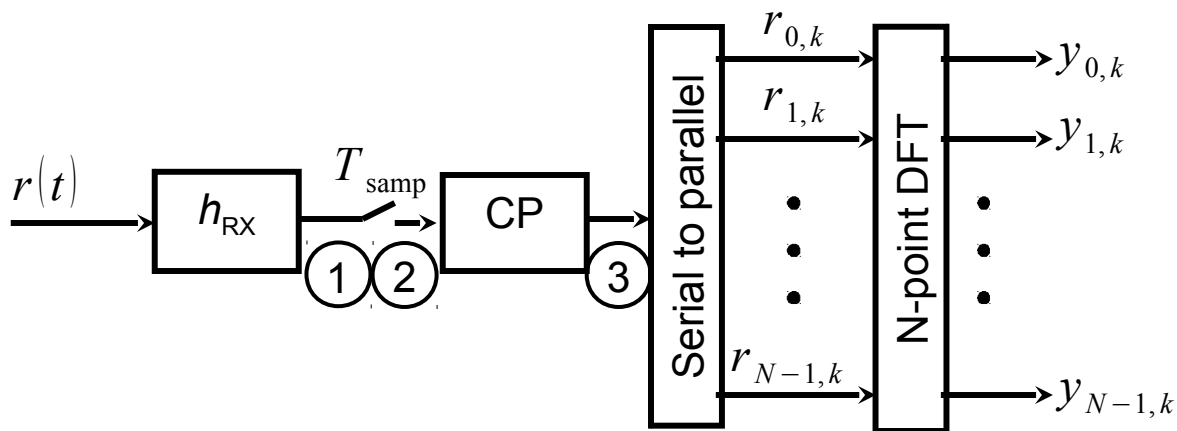 r(t)
h_RX
T_samp
1
2
CP
3
Serial to parallel
r_{0,k}
r_{1,k}
r_{N−1,k}
N-point DFT
y_{0,k}
y_{1,k}
y_{N−1,k}